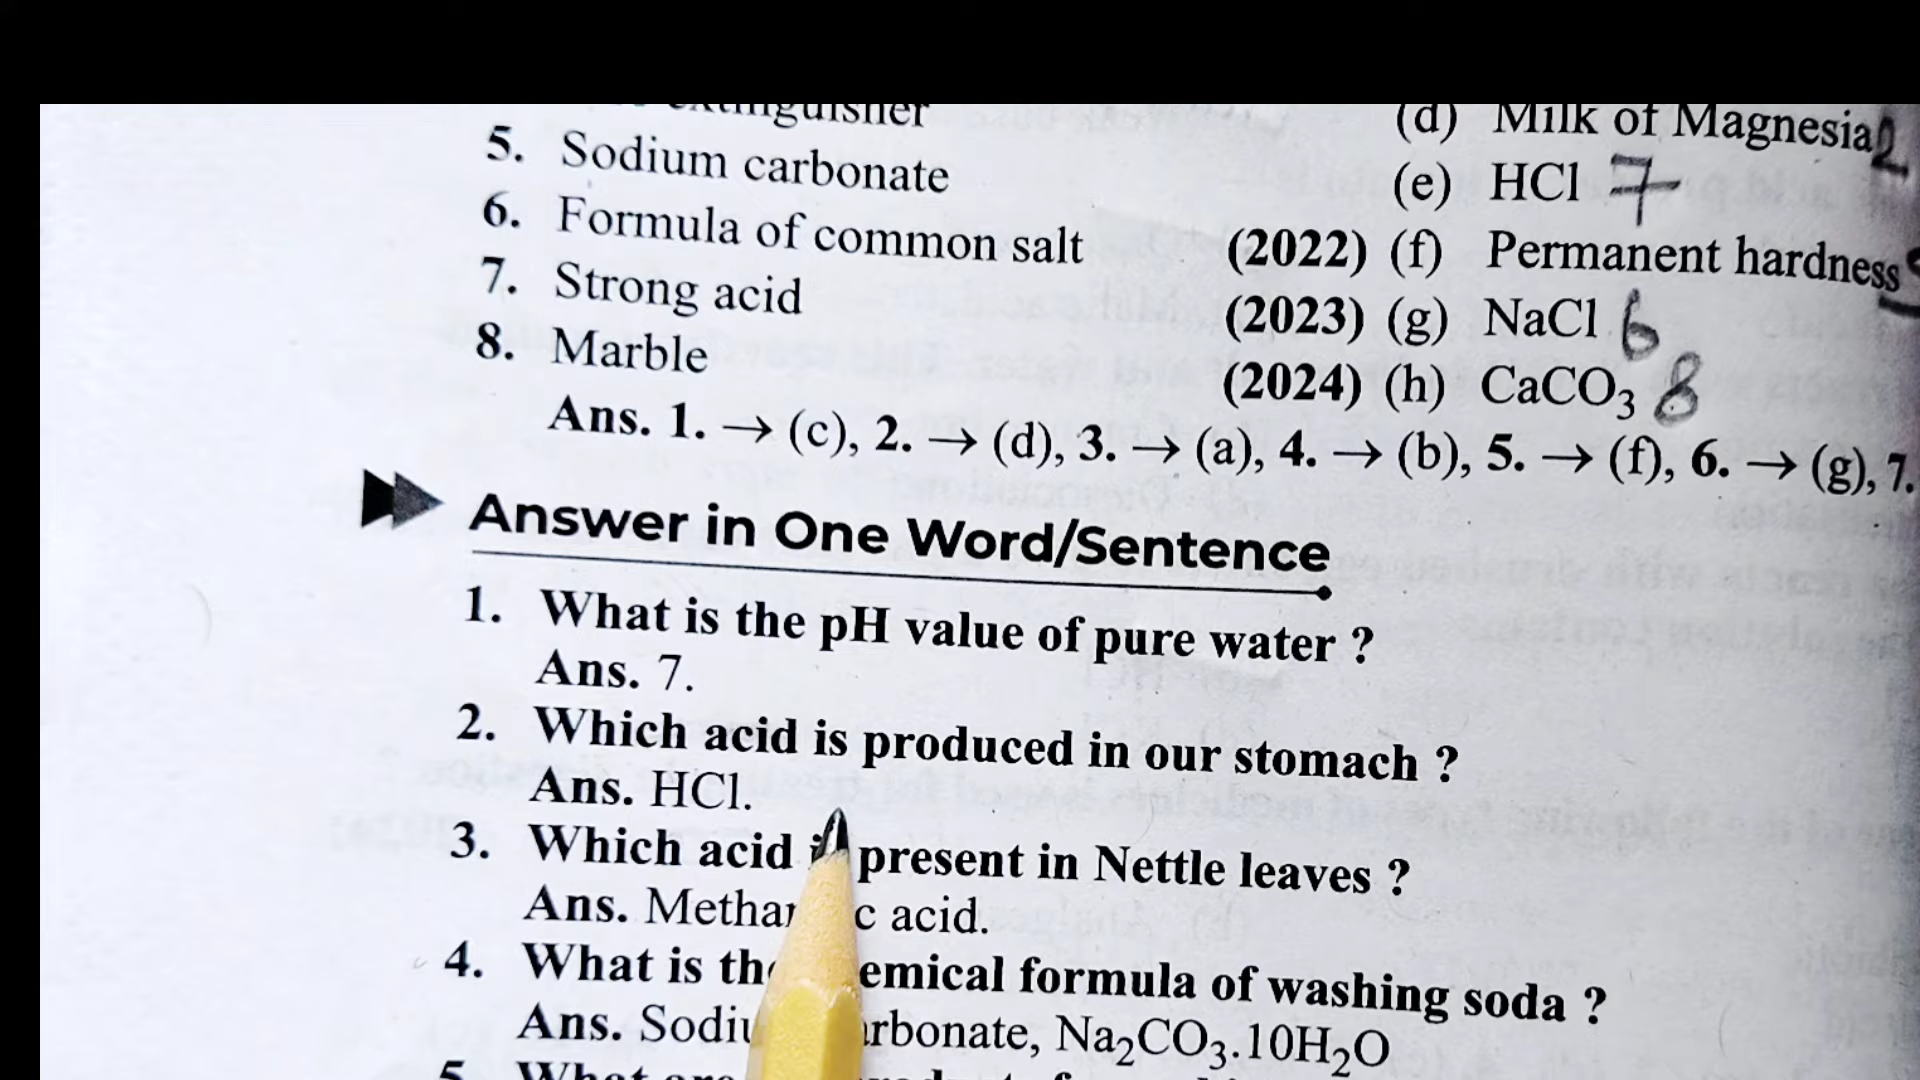 extinguisher (d) Milk of Magnesia 2
5. Sodium carbonate (e) HCl 7
6. Formula of common salt (2022) (f) Permanent hardness
7. Strong acid (2023) (g) NaCl 6
8. Marble (2024) (h) CaCO₃ 8
Ans. 1. → (c), 2. → (d), 3. → (a), 4. → (b), 5. → (f), 6. → (g), 7.
Answer in One Word/Sentence
1. What is the pH value of pure water ?
Ans. 7.
2. Which acid is produced in our stomach ?
Ans. HCl.
3. Which acid present in Nettle leaves ?
Ans. acid.
4. What is formula of washing soda ?
Ans. Na₂CO₃.10H₂O
5. What